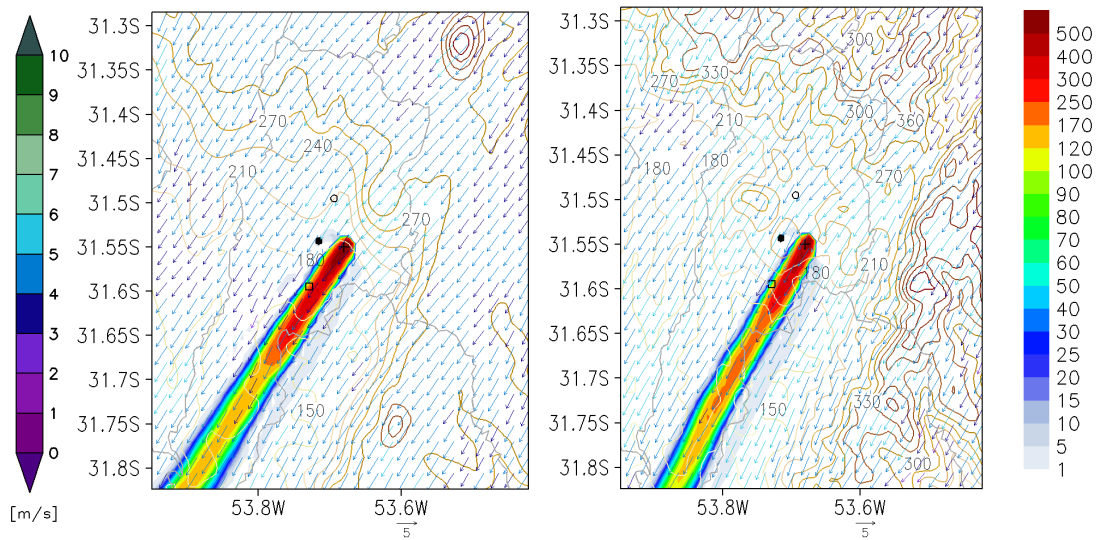 10
9
8
7
6
5
4
3
2
1
0
[m/s]
31.3S
31.35S
31.4S
31.45S
31.5S
31.55S
31.6S
31.65S
31.7S
31.75S
31.8S
270
240
210
270
180
150
53.8W
53.6W
5
31.3S
31.35S
31.4S
31.45S
31.5S
31.55S
31.6S
31.65S
31.7S
31.75S
31.8S
300
330
270
300
360
210
180
180
270
210
180
150
330
300
53.8W
53.6W
5
500
400
300
250
170
120
100
90
80
70
60
50
40
30
25
20
15
10
5
1